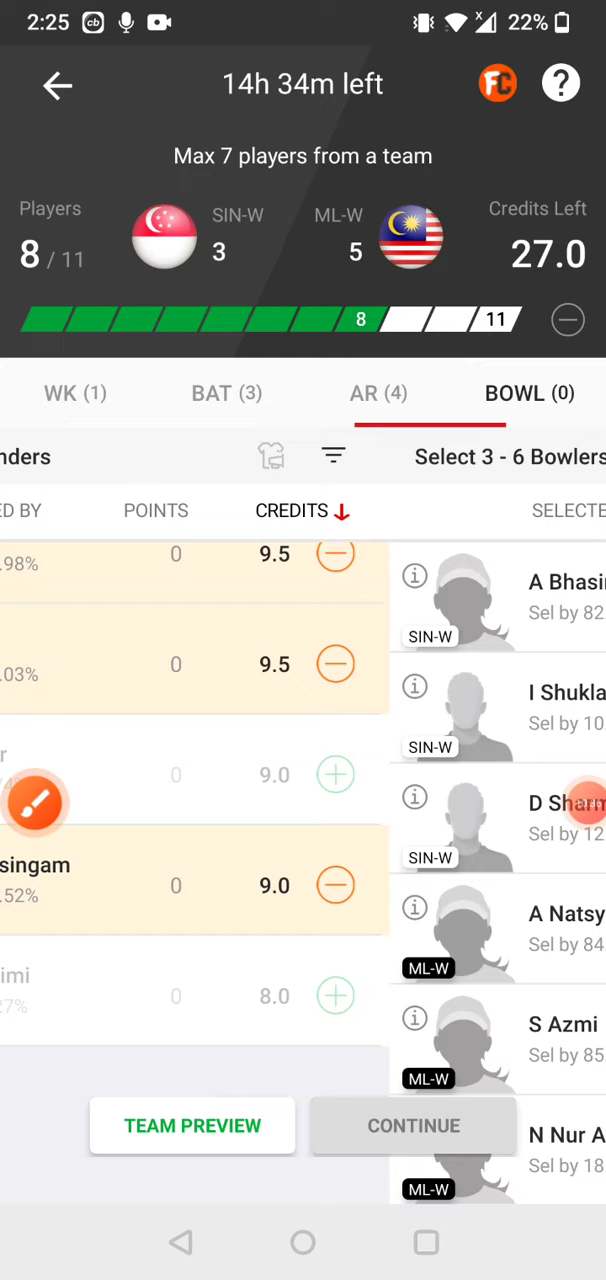 2:25 cb 22%
14h 34m left FC ?
Max 7 players from a team
Players SIN-W ML-W Credits Left
8 / 11 3 5 27.0
8 11
WK (1) BAT (3) AR (4) BOWL (0)
nders Select 3 - 6 Bowlers
ED BY POINTS CREDITS SELECTE
.98% 0 9.5
.03% 0 9.5
r 0 9.0
singam
.52% 0 9.0
imi
27% 0 8.0
A Bhasi
Sel by 82
SIN-W
I Shukla
Sel by 10
SIN-W
D Sharm
Sel by 12
SIN-W
A Natsy
Sel by 84
ML-W
S Azmi
Sel by 85
ML-W
N Nur A
Sel by 18
ML-W
TEAM PREVIEW CONTINUE